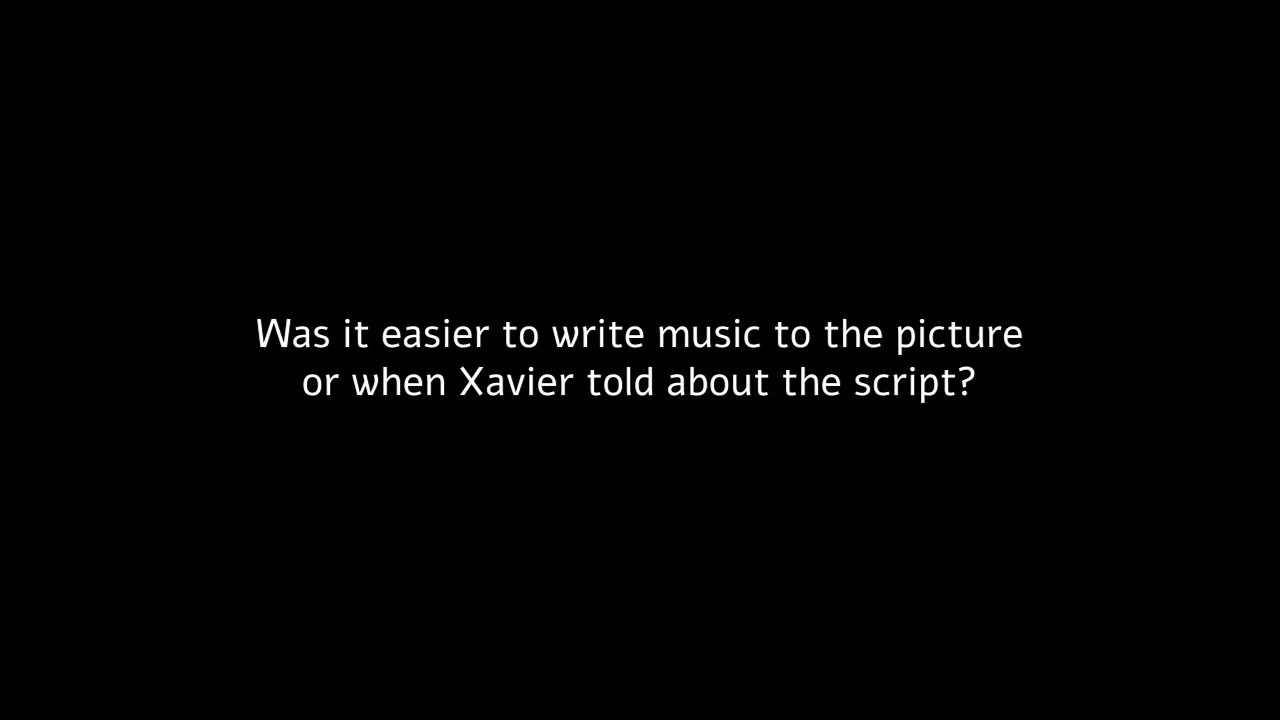 Was it easier to write music to the picture
or when Xavier told about the script?